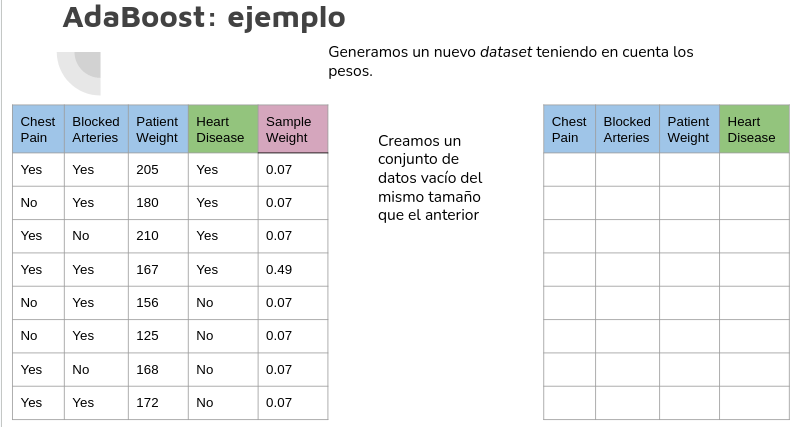 AdaBoost: ejemplo
Generamos un nuevo dataset teniendo en cuenta los
pesos.
Chest Pain Blocked Arteries Patient Weight Heart Disease Sample Weight
Yes Yes 205 Yes 0.07
No Yes 180 Yes 0.07
Yes No 210 Yes 0.07
Yes Yes 167 Yes 0.49
No Yes 156 No 0.07
No Yes 125 No 0.07
Yes No 168 No 0.07
Yes Yes 172 No 0.07
Creamos un
conjunto de
datos vacío del
mismo tamaño
que el anterior
Chest Pain Blocked Arteries Patient Weight Heart Disease